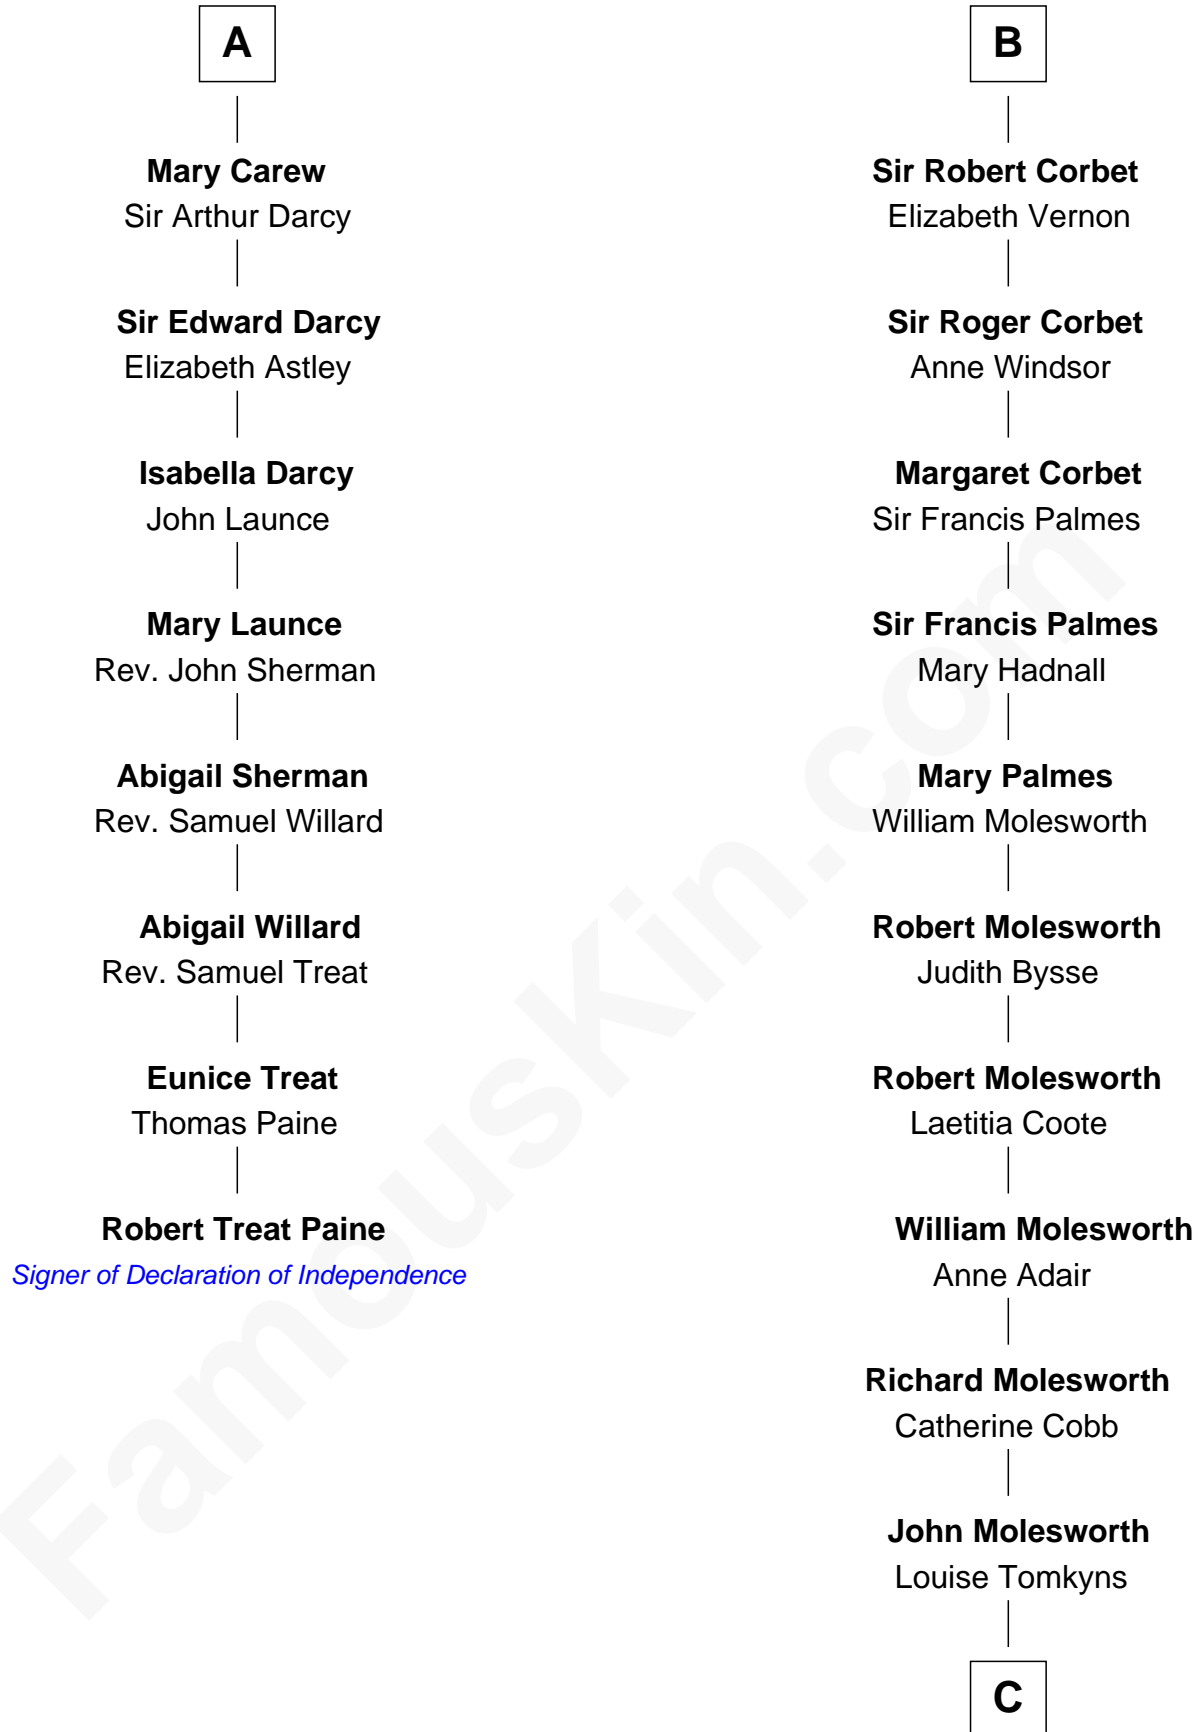 A
Mary Carew
Sir Arthur Darcy
Sir Edward Darcy
Elizabeth Astley
Isabella Darcy
John Launce
Mary Launce
Rev. John Sherman
Abigail Sherman
Rev. Samuel Willard
Abigail Willard
Rev. Samuel Treat
Eunice Treat
Thomas Paine
Robert Treat Paine
Signer of Declaration of Independence
B
Sir Robert Corbet
Elizabeth Vernon
Sir Roger Corbet
Anne Windsor
Margaret Corbet
Sir Francis Palmes
Sir Francis Palmes
Mary Hadnall
Mary Palmes
William Molesworth
Robert Molesworth
Judith Bysse
Robert Molesworth
Laetitia Coote
William Molesworth
Anne Adair
Richard Molesworth
Catherine Cobb
John Molesworth
Louise Tomkyns
C
FamousKin.com